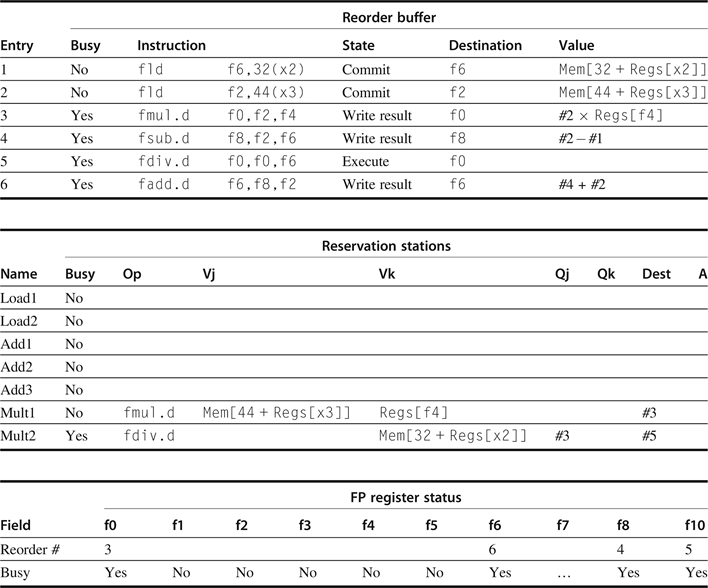 Reorder buffer
Entry Busy Instruction State Destination Value
1 No fld f6,32(x2) Commit f6 Mem[32 + Regs[x2]]
2 No fld f2,44(x3) Commit f2 Mem[44 + Regs[x3]]
3 Yes fmul.d f0,f2,f4 Write result f0 #2 × Regs[f4]
4 Yes fsub.d f8,f2,f6 Write result f8 #2 − #1
5 Yes fdiv.d f0,f0,f6 Execute f0
6 Yes fadd.d f6,f8,f2 Write result f6 #4 + #2
Reservation stations
Name Busy Op Vj Vk Qj Qk Dest A
Load1 No
Load2 No
Add1 No
Add2 No
Add3 No
Mult1 No fmul.d Mem[44 + Regs[x3]] Regs[f4] #3
Mult2 Yes fdiv.d Mem[32 + Regs[x2]] #3 #5
FP register status
Field f0 f1 f2 f3 f4 f5 f6 f7 f8 f10
Reorder # 3 6 4 5
Busy Yes No No No No No Yes … Yes Yes